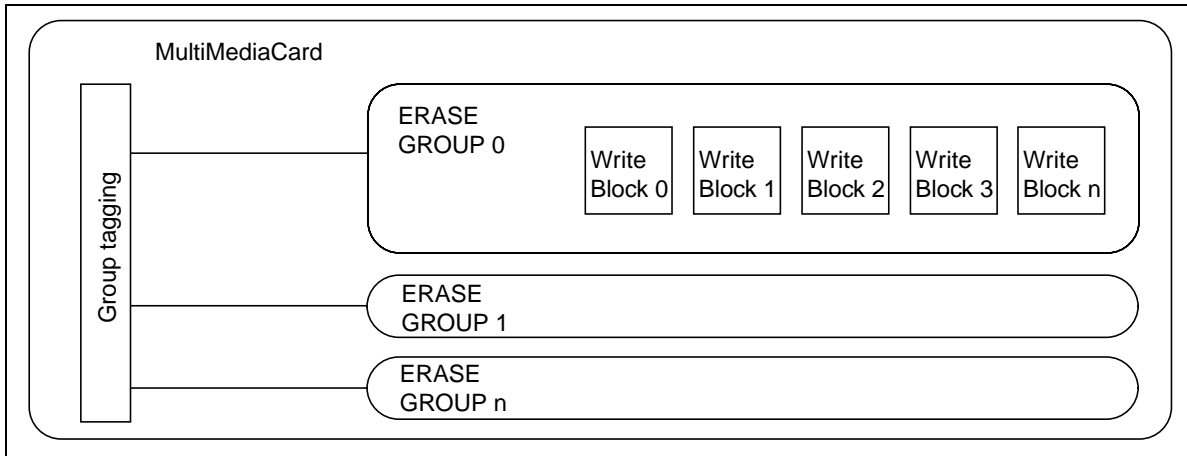 MultiMediaCard
Group tagging
ERASE
GROUP 0
Write
Block 0
Write
Block 1
Write
Block 2
Write
Block 3
Write
Block n
ERASE
GROUP 1
ERASE
GROUP n